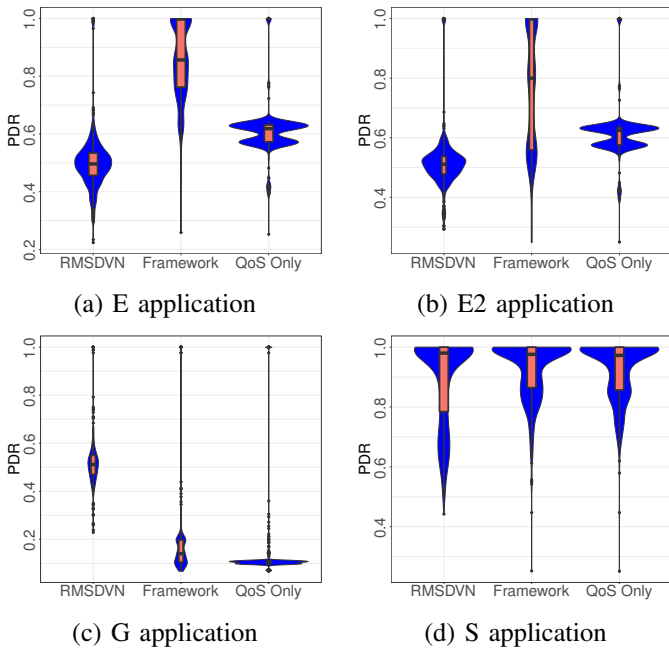 PDR
1.0
0.8
0.6
0.4
0.2
RMSDVN Framework QoS Only
(a) E application
PDR
1.0
0.8
0.6
0.4
RMSDVN Framework QoS Only
(b) E2 application
PDR
1.0
0.8
0.6
0.4
0.2
RMSDVN Framework QoS Only
(c) G application
PDR
1.0
0.8
0.6
0.4
RMSDVN Framework QoS Only
(d) S application